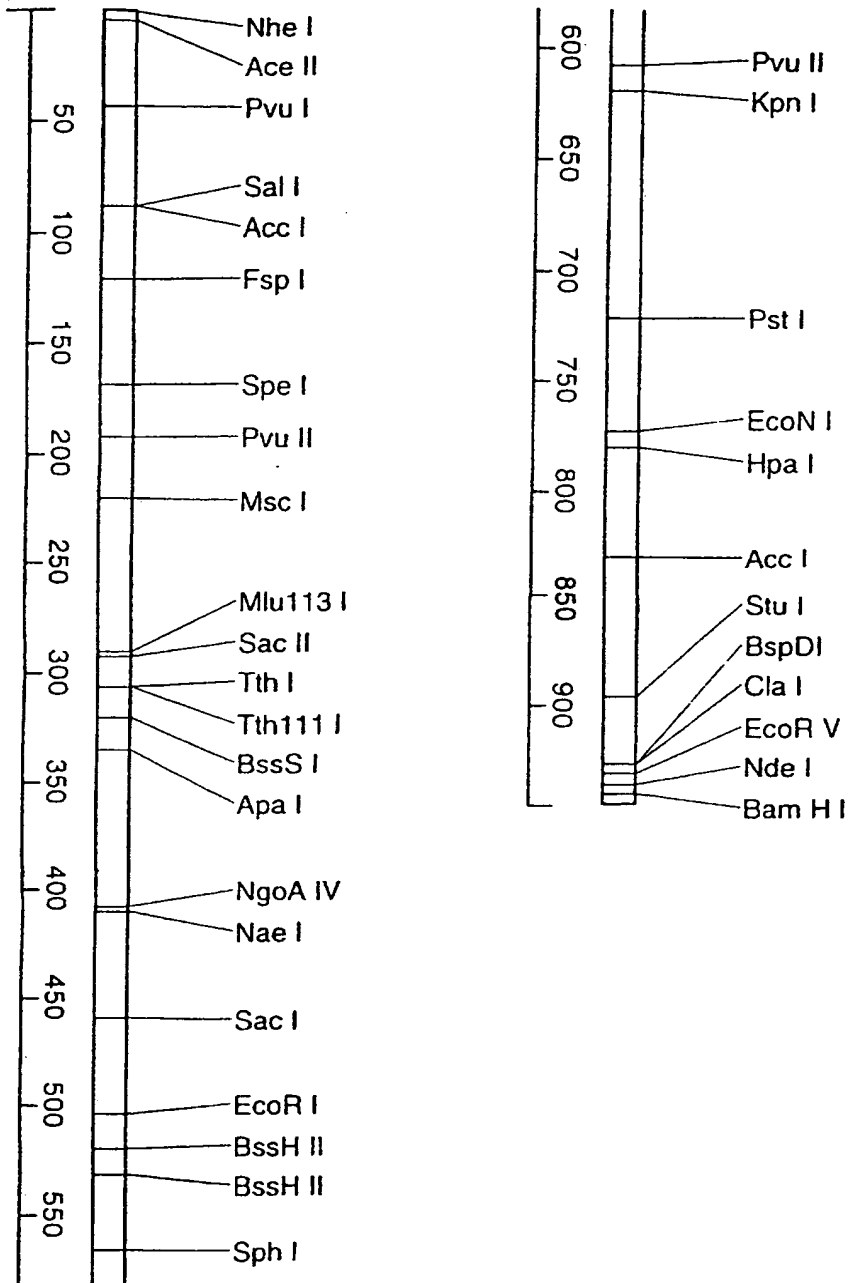 Nhe I
Ace II
50
Pvu I
Sal I
100
Acc I
Fsp I
150
Spe I
200
Pvu II
Msc I
250
Mlu113 I
Sac II
300
Tth I
Tth111 I
BssS I
350
Apa I
400
NgoA IV
Nae I
450
Sac I
500
EcoR I
BssH II
BssH II
550
Sph I
600
Pvu II
Kpn I
650
700
Pst I
750
EcoN I
Hpa I
800
Acc I
850
Stu I
BspDI
Cla I
900
EcoR V
Nde I
Bam H I